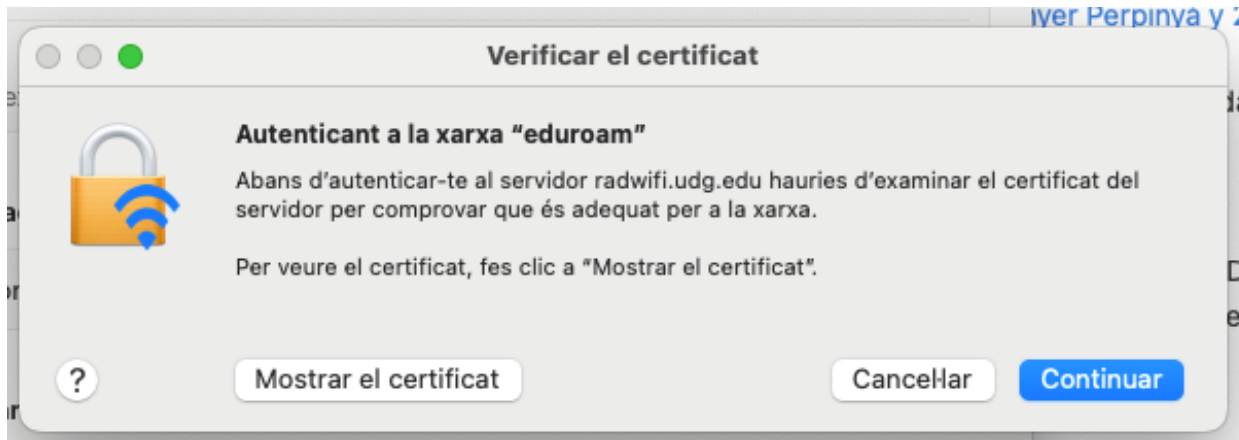 yer Perpinyà y
Verificar el certificat
Autenticant a la xarxa “eduroam”
Abans d’autenticar-te al servidor radwifi.udg.edu hauries d’examinar el certificat del
servidor per comprovar que és adequat per a la xarxa.
Per veure el certificat, fes clic a “Mostrar el certificat”.
?
Mostrar el certificat
Cancel·lar
Continuar